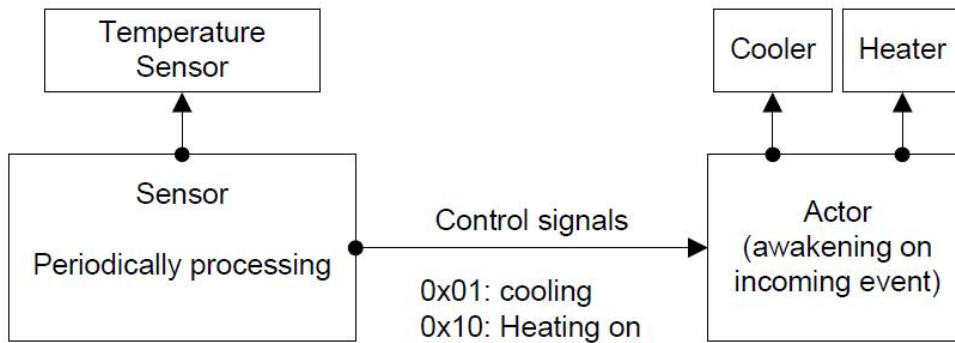 Temperature
Sensor
Cooler
Heater
Sensor
Periodically processing
Control signals
0x01: cooling
0x10: Heating on
Actor
(awakening on
incoming event)